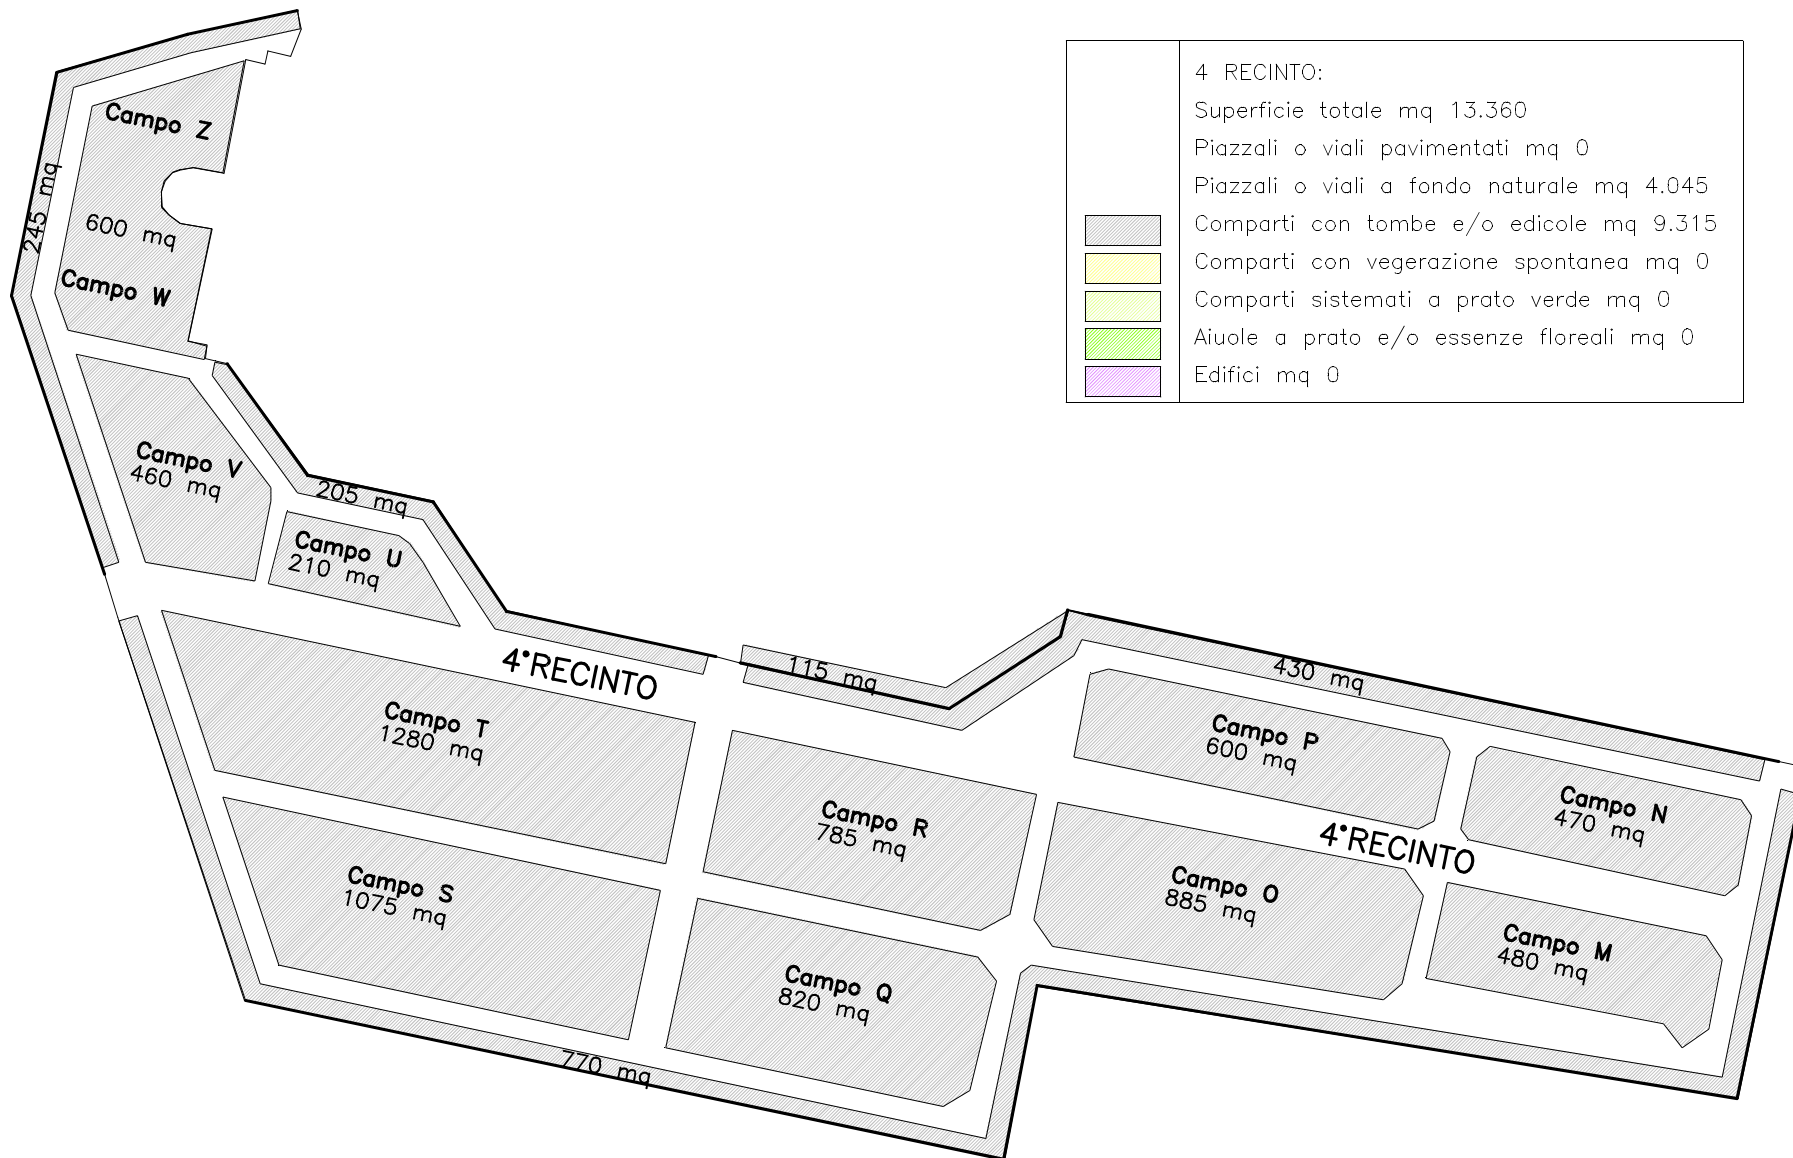 4 RECINTO:
Superficie totale mq 13.360
Piazzali o viali pavimentati mq 0
Piazzali o viali a fondo naturale mq 4.045
Comparti con tombe e/o edicole mq 9.315
Comparti con vegerazione spontanea mq 0
Comparti sistemati a prato verde mq 0
Aiuole a prato e/o essenze floreali mq 0
Edifici mq 0
Campo Z
245 mq
600 mq
Campo W
Campo V
460 mq
205 mq
Campo U
210 mq
4°RECINTO
115 mq
430 mq
Campo T
1280 mq
Campo P
600 mq
Campo R
785 mq
Campo N
470 mq
4°RECINTO
Campo S
1075 mq
Campo O
885 mq
Campo M
480 mq
Campo Q
820 mq
770 mq